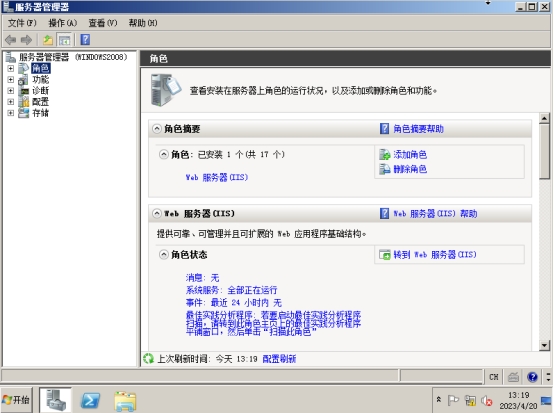 服务器管理器
文件(F) 操作(A) 查看(V) 帮助(H)
服务器管理器 (WINDOWS2008)
角色
功能
诊断
配置
存储
角色
查看安装在服务器上角色的运行状况，以及添加或删除角色和功能。
角色摘要
角色摘要帮助
角色: 已安装 1 个(共 17 个)
Web 服务器(IIS)
添加角色
删除角色
Web 服务器(IIS)
Web 服务器(IIS) 帮助
提供可靠、可管理并且可扩展的 Web 应用程序基础结构。
角色状态
转到 Web 服务器(IIS)
消息: 无
系统服务: 全部正在运行
事件: 最近 24 小时内 无
最佳实践分析程序: 若要启动最佳实践分析程序
扫描，请转到此角色主页上的最佳实践分析程序
平铺窗口，然后单击“扫描此角色”
上次刷新时间: 今天 13:19 配置刷新
CH
开始
13:19
2023/4/20